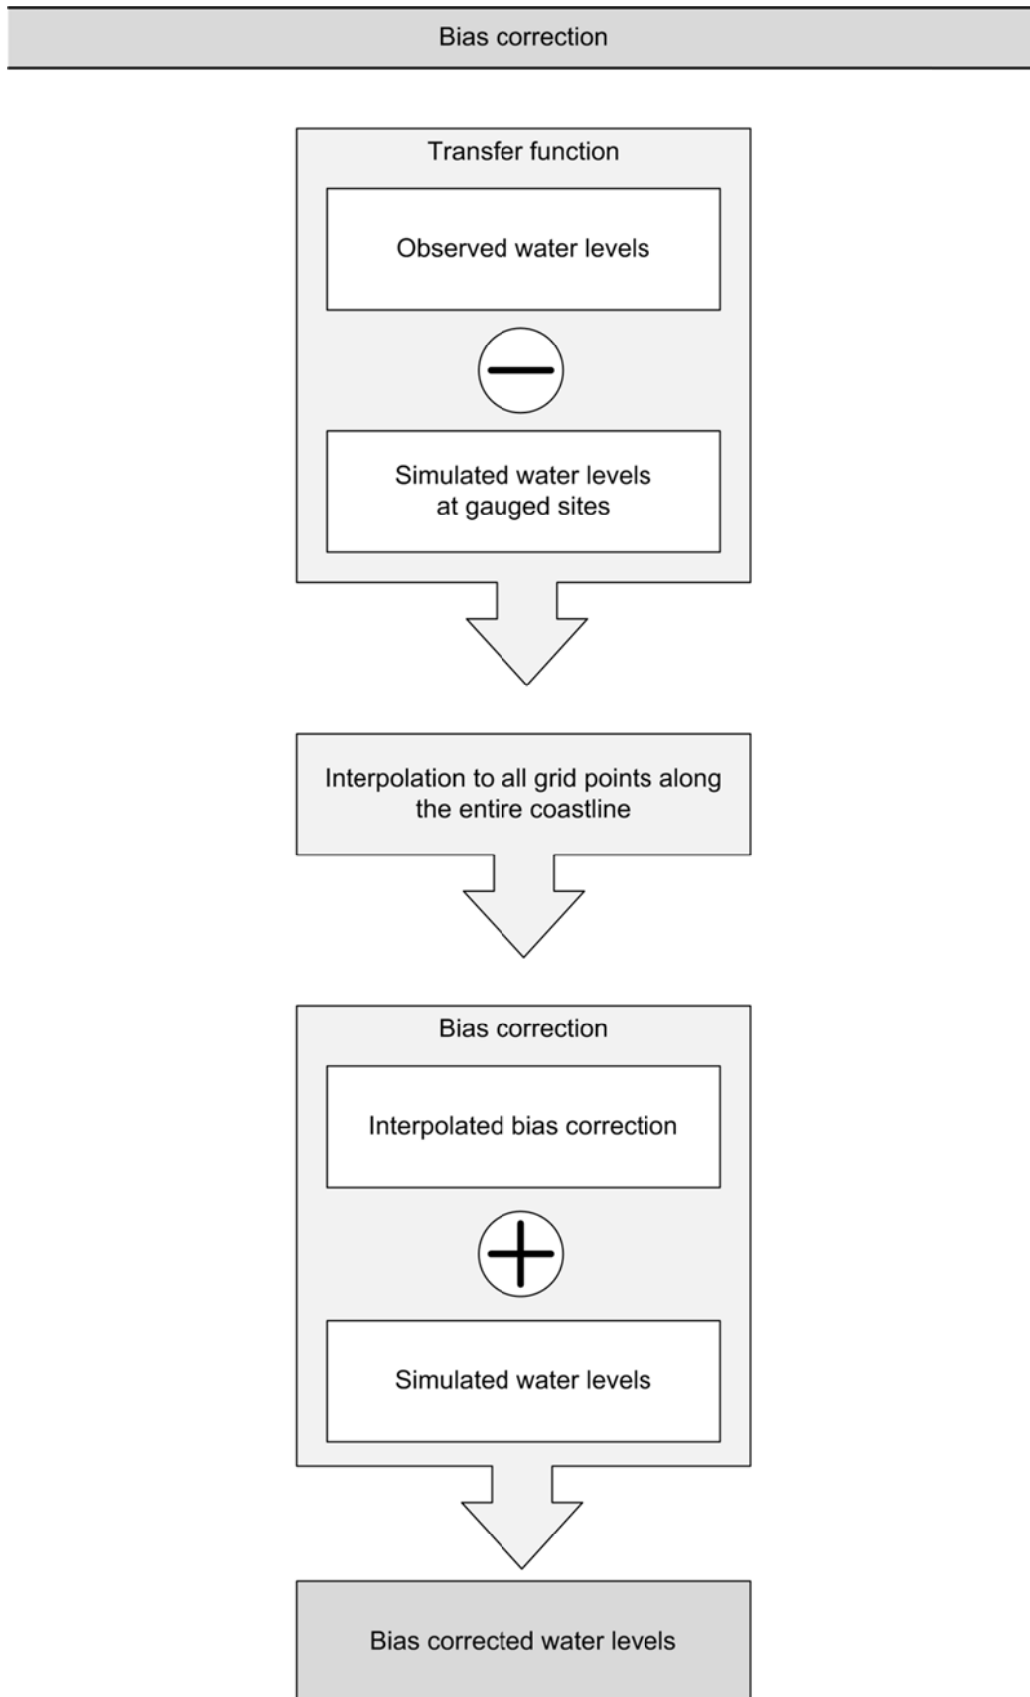 Bias correction
Transfer function
Observed water levels
Simulated water levels
at gauged sites
Interpolation to all grid points along
the entire coastline
Bias correction
Interpolated bias correction
Simulated water levels
Bias corrected water levels